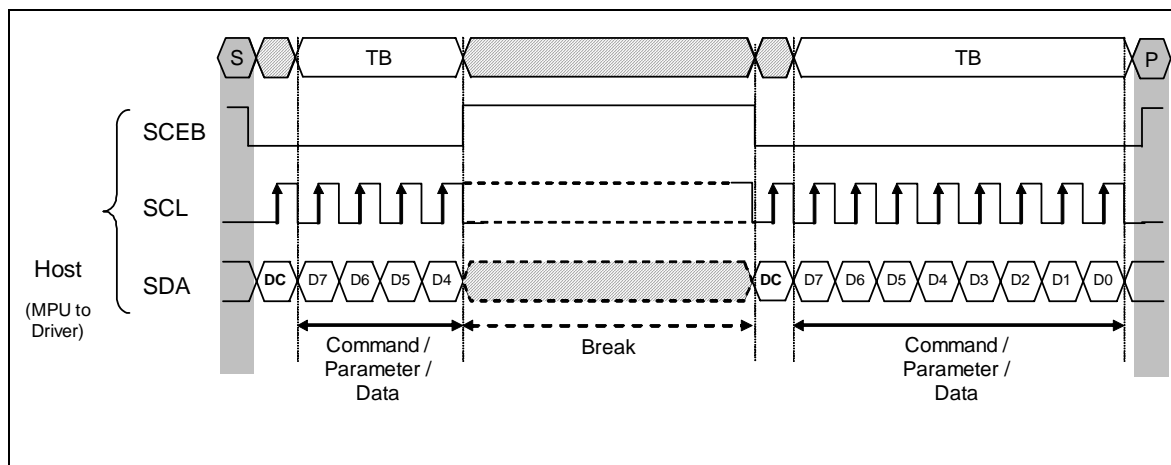 S TB TB P
SCEB
SCL
Host
(MPU to
Driver)
SDA
DC D7 D6 D5 D4 DC D7 D6 D5 D4 D3 D2 D1 D0
Command /
Parameter /
Data
Break
Command /
Parameter /
Data